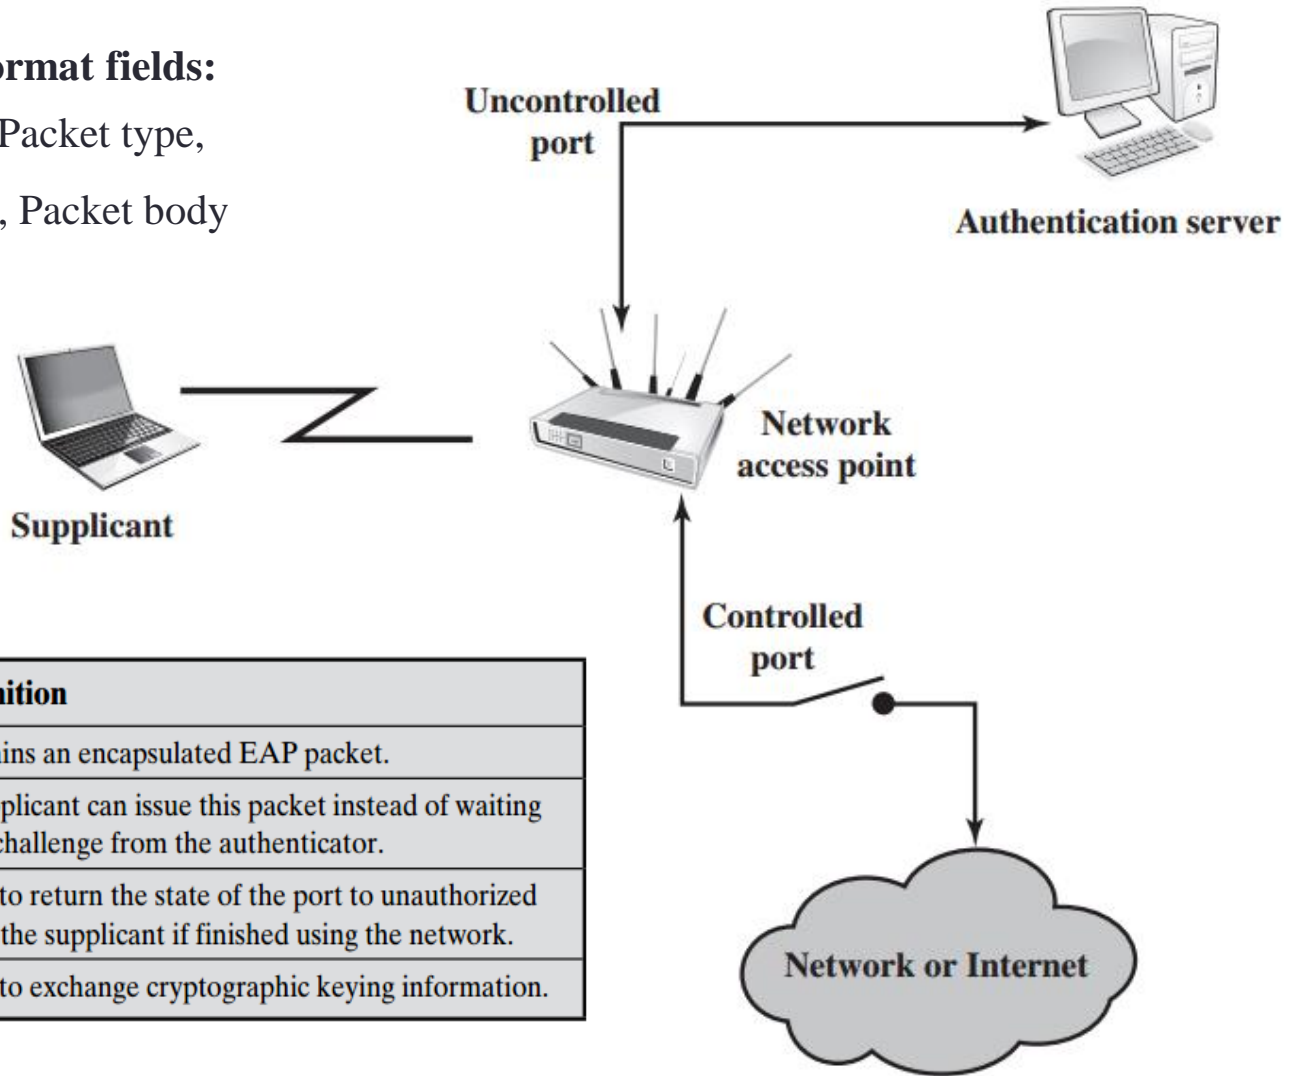 ormat fields:
Packet type,
, Packet body
Uncontrolled
port
Authentication server
Network
access point
Supplicant
Controlled
port
nition
ins an encapsulated EAP packet.
plicant can issue this packet instead of waiting
challenge from the authenticator.
to return the state of the port to unauthorized
the supplicant if finished using the network.
to exchange cryptographic keying information.
Network or Internet